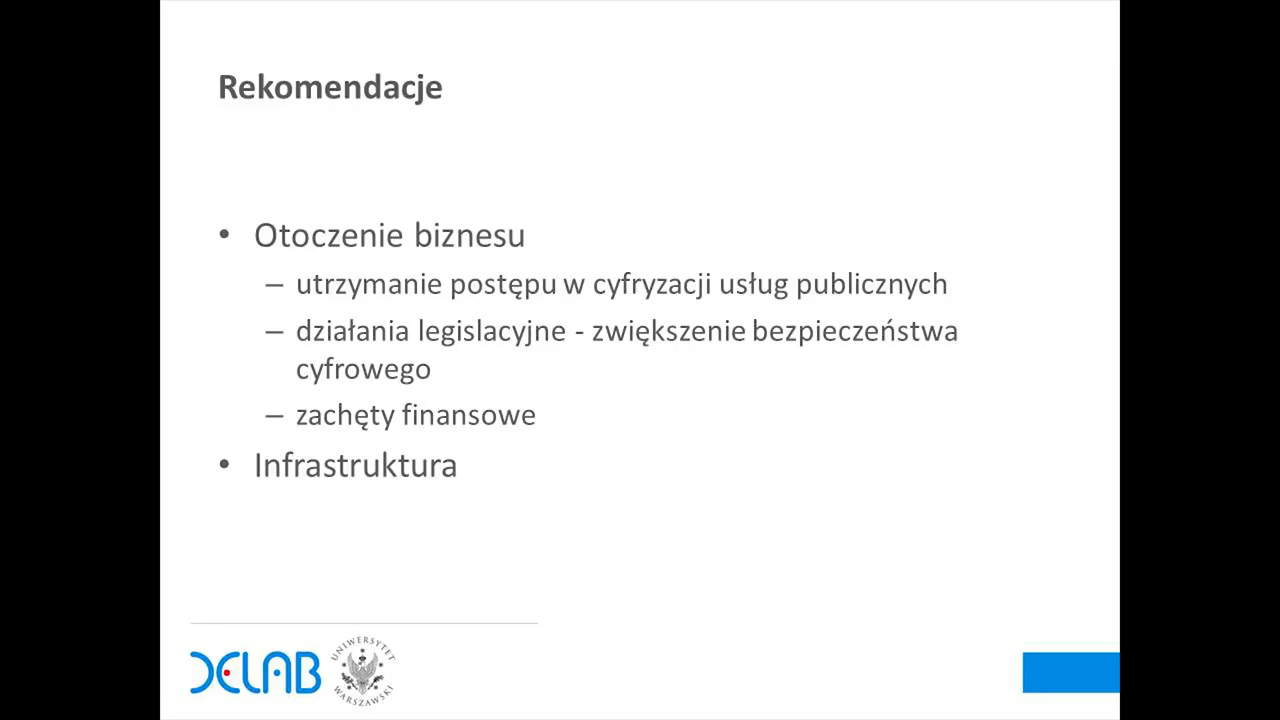 Rekomendacje
• Otoczenie biznesu
– utrzymanie postępu w cyfryzacji usług publicznych
– działania legislacyjne - zwiększenie bezpieczeństwa
cyfrowego
– zachęty finansowe
• Infrastruktura
DELAB
UNIWERSYTET
WARSZAWSKI